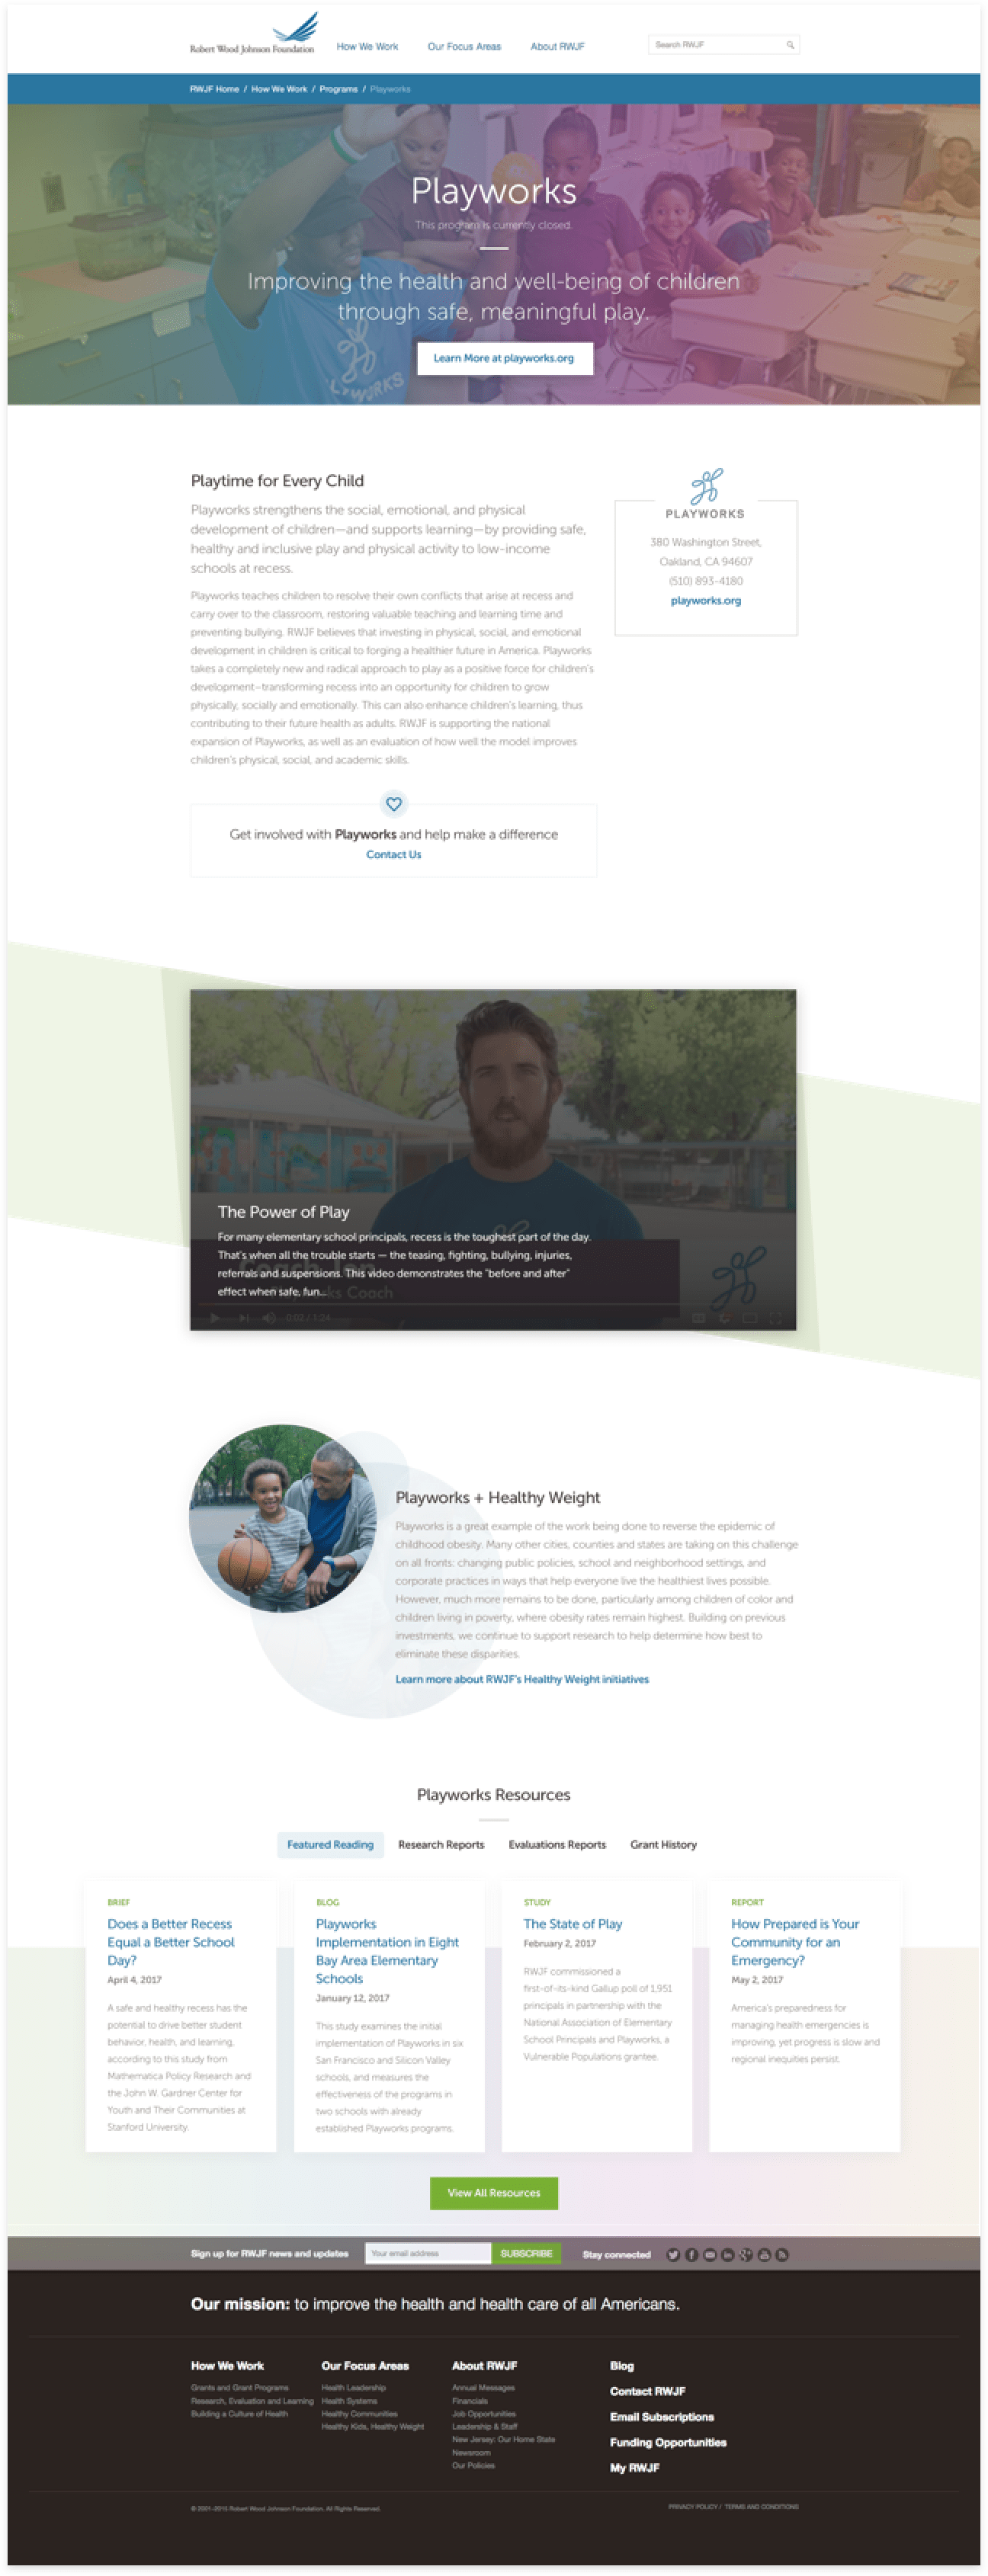 Robert Wood Johnson Foundation
How We Work
Our Focus Areas
About RWJF
Search RWJF
RWJF Home / How We Work / Programs / Playworks
Playworks
This program is currently closed.
Improving the health and well-being of children
through safe, meaningful play.
Learn More at playworks.org
Playtime for Every Child
Playworks strengthens the social, emotional, and physical
development of children—and supports learning—by providing safe,
healthy and inclusive play and physical activity to low-income
schools at recess.
Playworks teaches children to resolve their own conflicts that arise at recess and
carry over to the classroom, restoring valuable teaching and learning time and
preventing bullying. RWJF believes that investing in physical, social, and emotional
development in children is critical to forging a healthier future in America. Playworks
takes a completely new and radical approach to play as a positive force for children's
development–transforming recess into an opportunity for children to grow
physically, socially and emotionally. This can also enhance children's learning, thus
contributing to their future health as adults. RWJF is supporting the national
expansion of Playworks, as well as an evaluation of how well the model improves
children's physical, social, and academic skills.
PLAYWORKS
380 Washington Street,
Oakland, CA 94607
(510) 893-4180
playworks.org
Get involved with Playworks and help make a difference
Contact Us
The Power of Play
For many elementary school principals, recess is the toughest part of the day.
That's when all the trouble starts — the teasing, fighting, bullying, injuries,
referrals and suspensions. This video demonstrates the "before and after"
effect when safe, fun...
Coach
Coach
0:02 / 1:24
Playworks + Healthy Weight
Playworks is a great example of the work being done to reverse the epidemic of
childhood obesity. Many other cities, counties and states are taking on this challenge
on all fronts: changing public policies, school and neighborhood settings, and
corporate practices in ways that help everyone live the healthiest lives possible.
However, much more remains to be done, particularly among children of color and
children living in poverty, where obesity rates remain highest. Building on previous
investments, we continue to support research to help determine how best to
eliminate these disparities.
Learn more about RWJF's Healthy Weight initiatives
Playworks Resources
Featured Reading
Research Reports
Evaluations Reports
Grant History
BRIEF
Does a Better Recess
Equal a Better School
Day?
April 4, 2017
A safe and healthy recess has the
potential to drive better student
behavior, health, and learning,
according to this study from
Mathematica Policy Research and
the John W. Gardner Center for
Youth and Their Communities at
Stanford University.
BLOG
Playworks
Implementation in Eight
Bay Area Elementary
Schools
January 12, 2017
This study examines the initial
implementation of Playworks in six
San Francisco and Silicon Valley
schools, and measures the
effectiveness of the programs in
two schools with already
established Playworks programs.
STUDY
The State of Play
February 2, 2017
RWJF commissioned a
first-of-its-kind Gallup poll of 1,951
principals in partnership with the
National Association of Elementary
School Principals and Playworks, a
Vulnerable Populations grantee.
REPORT
How Prepared is Your
Community for an
Emergency?
May 2, 2017
America's preparedness for
managing health emergencies is
improving, yet progress is slow and
regional inequities persist.
View All Resources
Sign up for RWJF news and updates
Your email address
SUBSCRIBE
Stay connected
Our mission: to improve the health and health care of all Americans.
How We Work
Grants and Grant Programs
Research, Evaluation and Learning
Building a Culture of Health
Our Focus Areas
Health Leadership
Health Systems
Healthy Communities
Healthy Kids, Healthy Weight
About RWJF
Annual Messages
Financials
Job Opportunities
Leadership & Staff
New Jersey: Our Home State
Newsroom
Our Policies
Blog
Contact RWJF
Email Subscriptions
Funding Opportunities
My RWJF
© 2001–2015 Robert Wood Johnson Foundation. All Rights Reserved.
PRIVACY POLICY / TERMS AND CONDITIONS